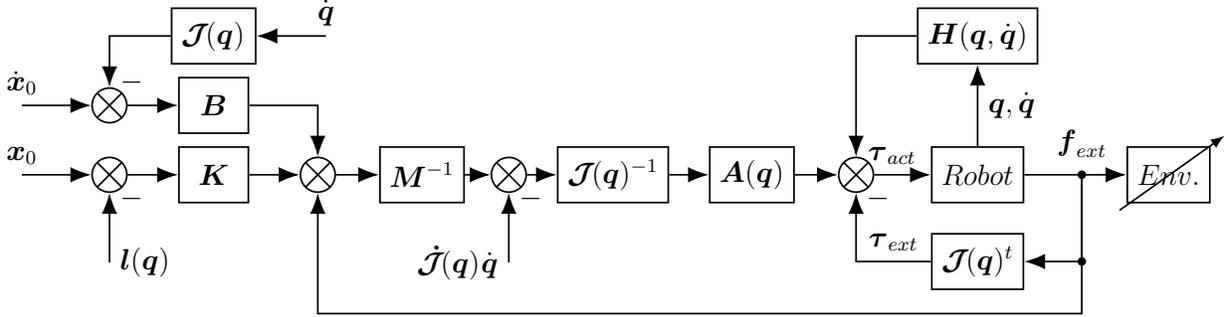 q̇
𝓙(q)
H(q, q̇)
−
ẋ₀
B
q, q̇
x₀
K
M⁻¹
𝓙(q)⁻¹
A(q)
τ_act
Robot
f_ext
Env.
−
−
−
l(q)
𝓙̇(q)q̇
τ_ext
𝓙(q)ᵗ